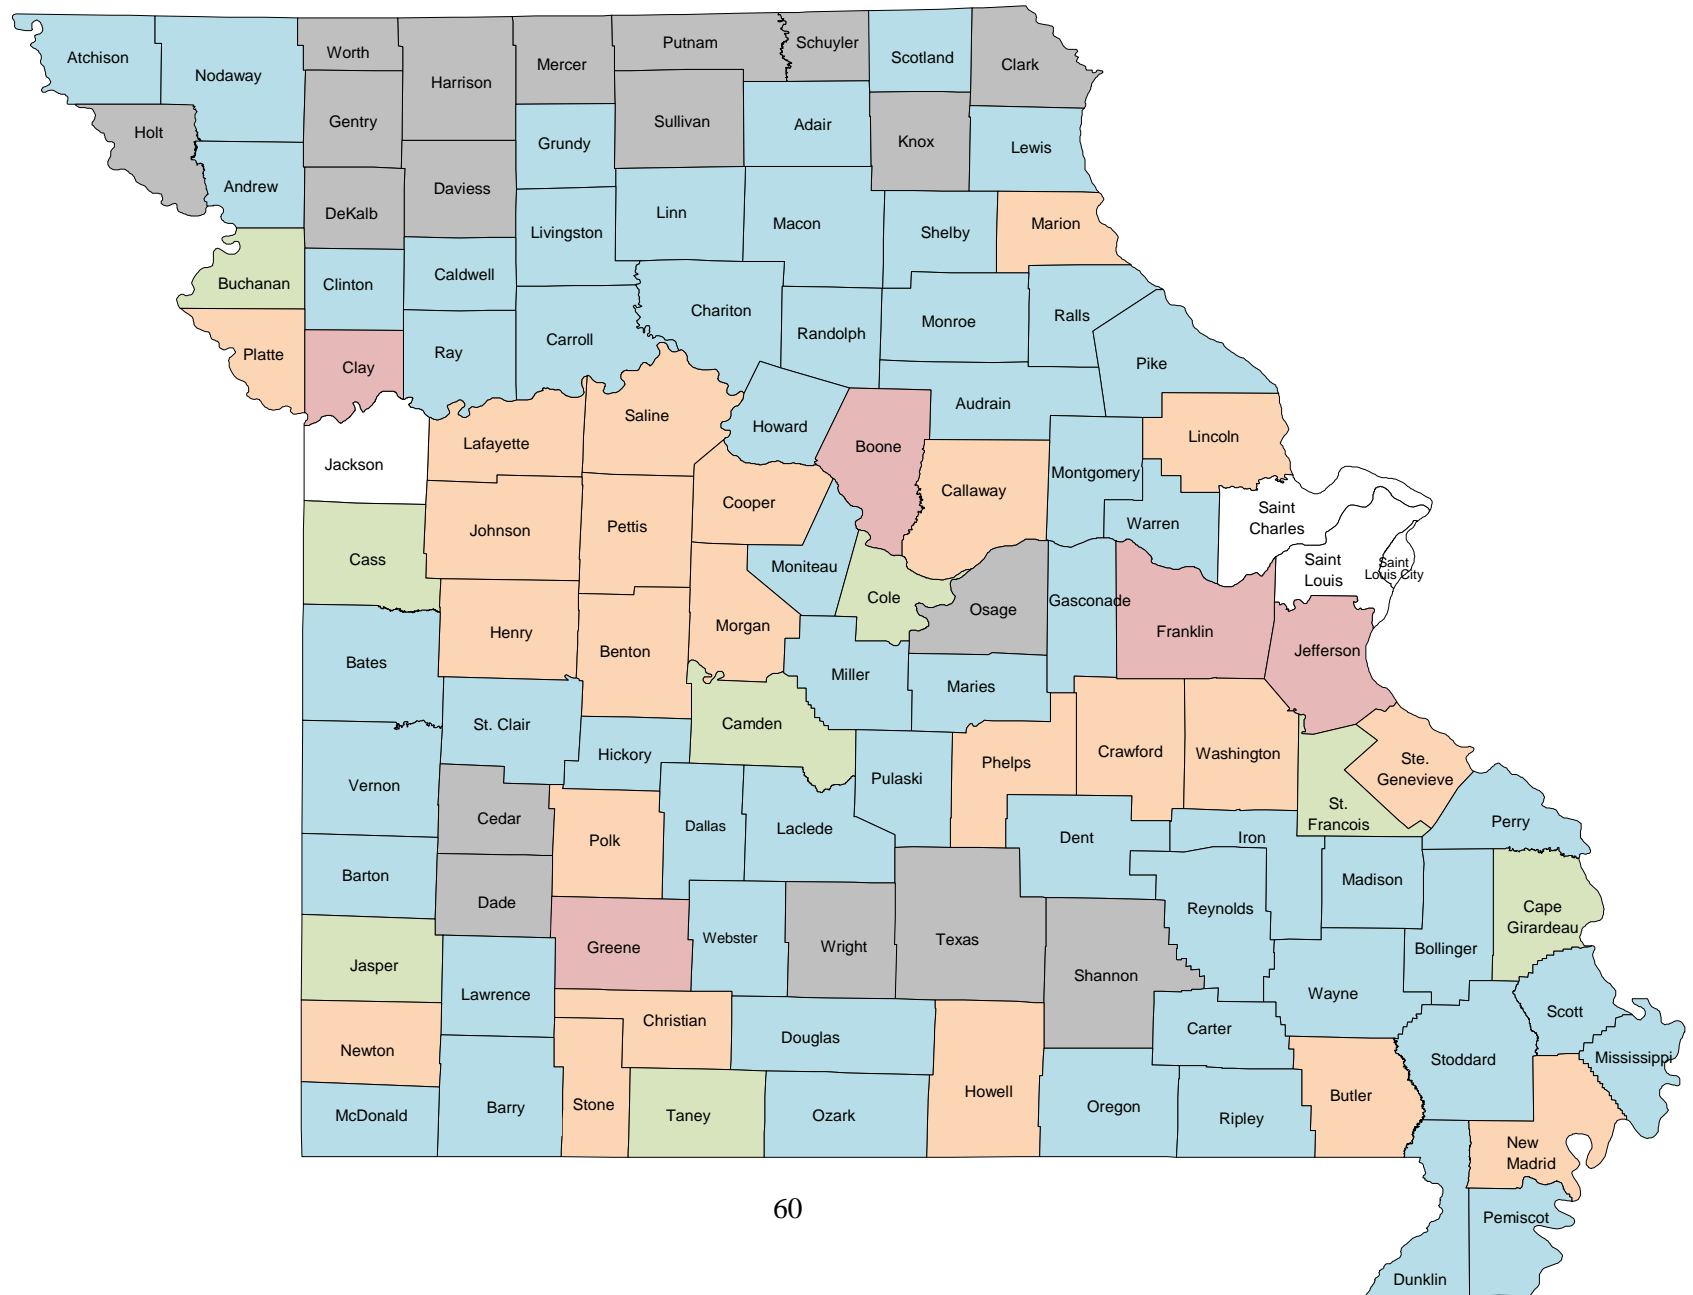 Atchison
Nodaway
Worth
Harrison
Mercer
Putnam
Schuyler
Scotland
Clark
Holt
Gentry
Sullivan
Adair
Grundy
Knox
Lewis
Andrew
DeKalb
Daviess
Livingston
Linn
Macon
Shelby
Marion
Buchanan
Clinton
Caldwell
Chariton
Randolph
Monroe
Ralls
Pike
Platte
Clay
Ray
Carroll
Saline
Howard
Audrain
Lincoln
Jackson
Lafayette
Boone
Montgomery
Callaway
Cooper
Johnson
Pettis
Warren
Saint
Charles
Saint
Louis
Saint
Louis City
Cass
Moniteau
Cole
Osage
Gasconade
Franklin
Jefferson
Henry
Benton
Morgan
Bates
Miller
Maries
St. Clair
Camden
Hickory
Pulaski
Phelps
Crawford
Washington
Ste.
Genevieve
Vernon
Cedar
Polk
Dallas
Laclede
Dent
Iron
St.
Francois
Perry
Barton
Dade
Madison
Reynolds
Cape
Girardeau
Jasper
Greene
Webster
Wright
Texas
Shannon
Bollinger
Lawrence
Wayne
Scott
Newton
Christian
Douglas
Carter
Stoddard
Mississippi
McDonald
Barry
Stone
Taney
Ozark
Howell
Oregon
Ripley
Butler
New
Madrid
Pemiscot
Dunklin
60